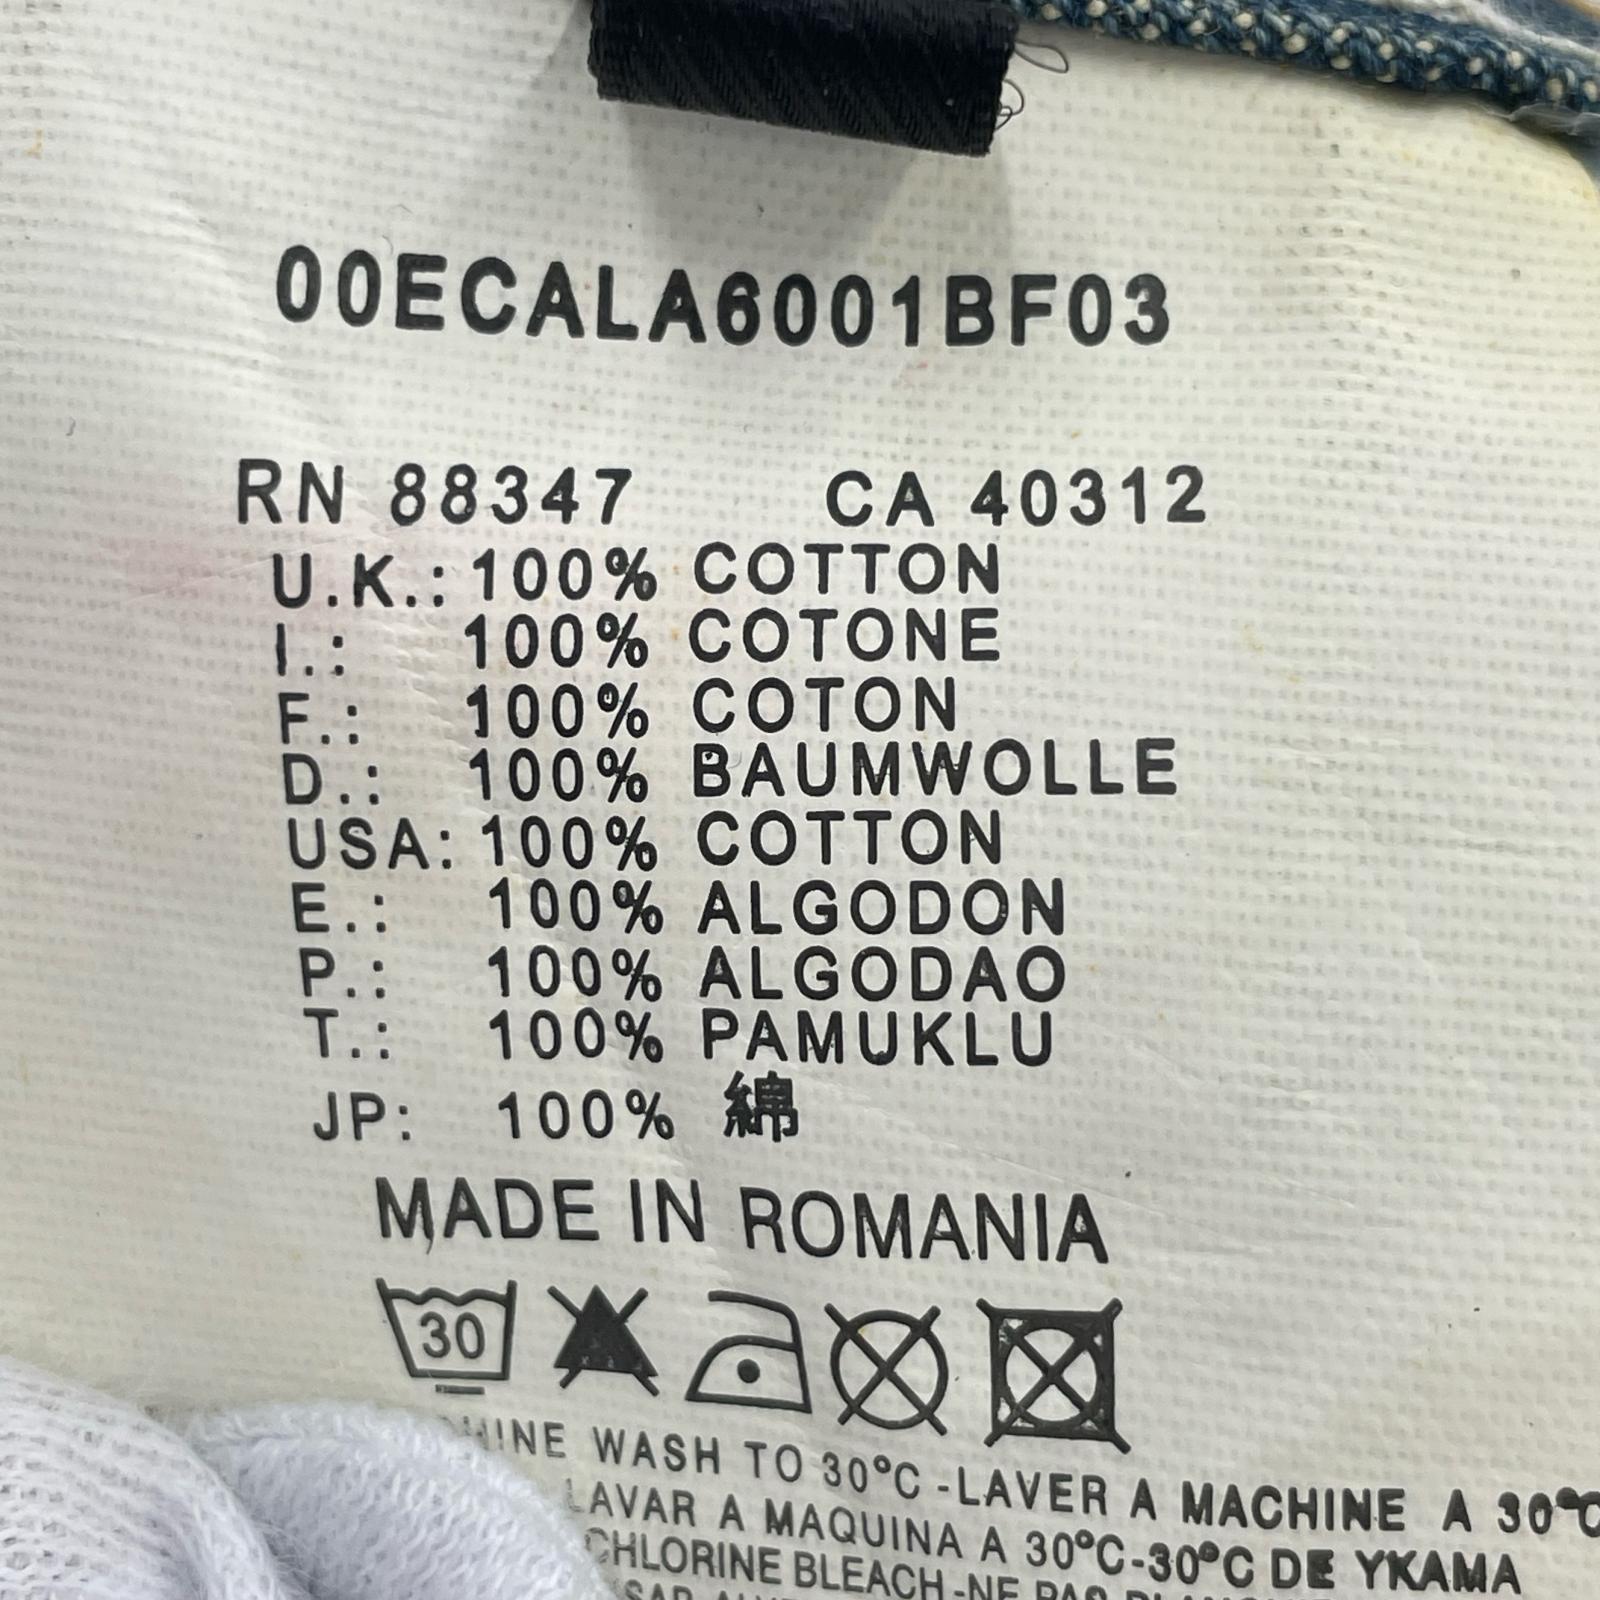 00ECALA6001BF03
RN 88347 CA 40312
U.K.: 100% COTTON
I.: 100% COTONE
F.: 100% COTON
D.: 100% BAUMWOLLE
USA: 100% COTTON
E.: 100% ALGODON
P.: 100% ALGODAO
T.: 100% PAMUKLU
JP: 100% 綿
MADE IN ROMANIA
30
WASH TO 30°C -LAVER A MACHINE A 30°C
LAVAR A MAQUINA A 30°C-30°C DE YKAMA
CHLORINE BLEACH -NE PAS